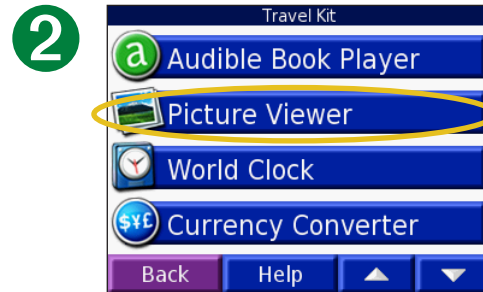 2
Travel Kit
a Audible Book Player
Picture Viewer
World Clock
$¥£ Currency Converter
Back Help